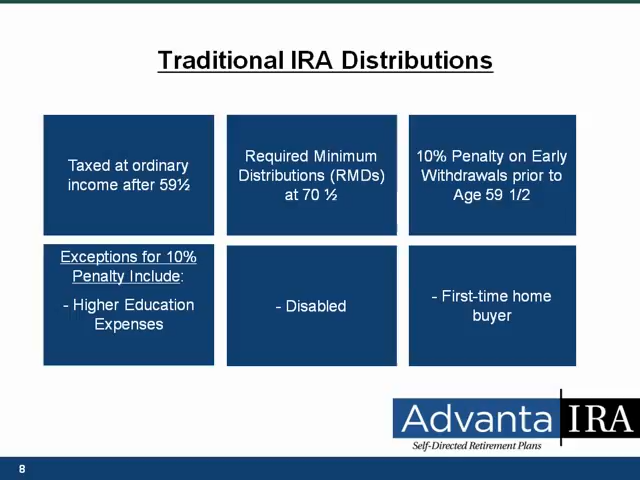 Traditional IRA Distributions
Taxed at ordinary
income after 59½
Required Minimum
Distributions (RMDs)
at 70 ½
10% Penalty on Early
Withdrawals prior to
Age 59 1/2
Exceptions for 10%
Penalty Include:
- Higher Education
Expenses
- Disabled
- First-time home
buyer
Advanta IRA
Self-Directed Retirement Plans
8